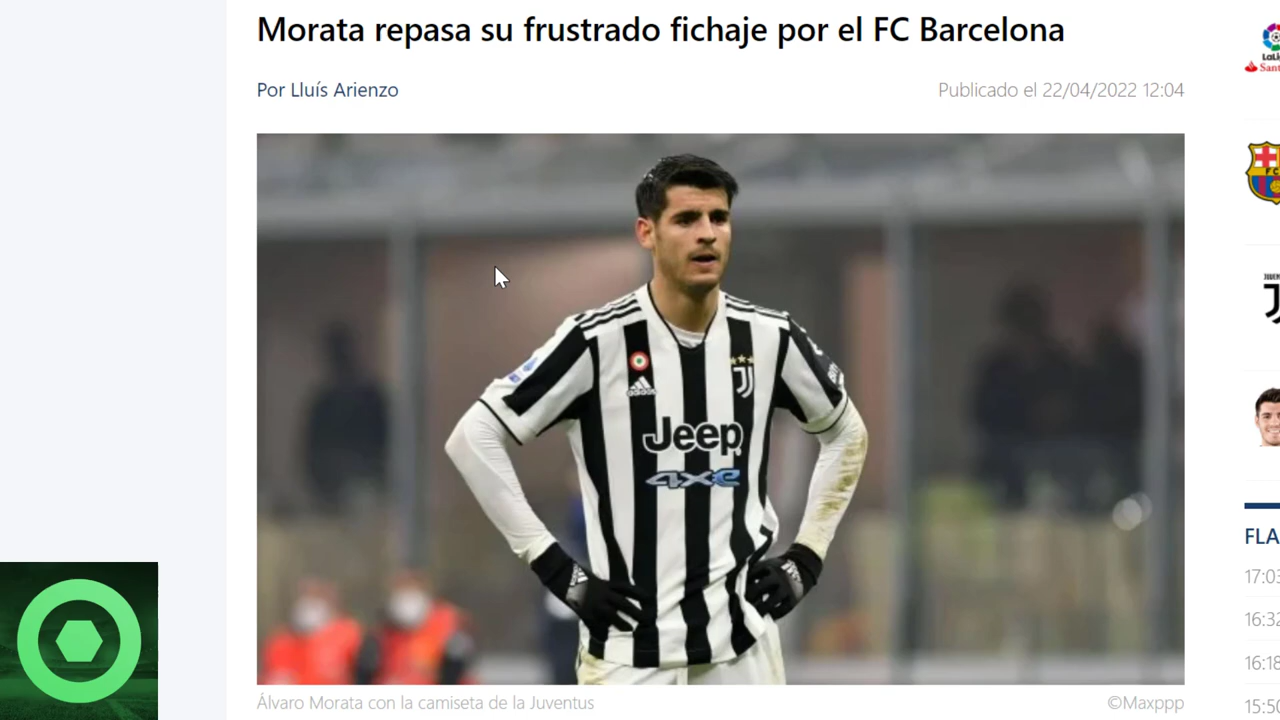 Morata repasa su frustrado fichaje por el FC Barcelona
Por Lluís Arienzo
Publicado el 22/04/2022 12:04
Jeep
4xe
Álvaro Morata con la camiseta de la Juventus
©Maxppp
FLA
17:03
16:32
16:18
15:50